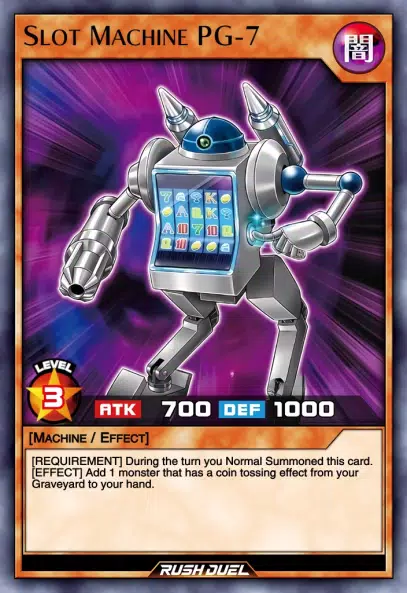 SLOT MACHINE PG-7
闇
LEVEL
3
ATK 700 DEF 1000
[MACHINE / EFFECT]
[REQUIREMENT] During the turn you Normal Summoned this card.
[EFFECT] Add 1 monster that has a coin tossing effect from your
Graveyard to your hand.
RUSH DUEL